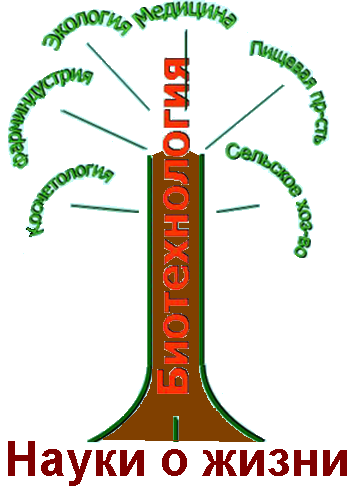 Экология
Медицина
Пищевая пр-сть
Фарминдустрия
Сельское хоз-во
Косметология
Биотехнология
Науки о жизни